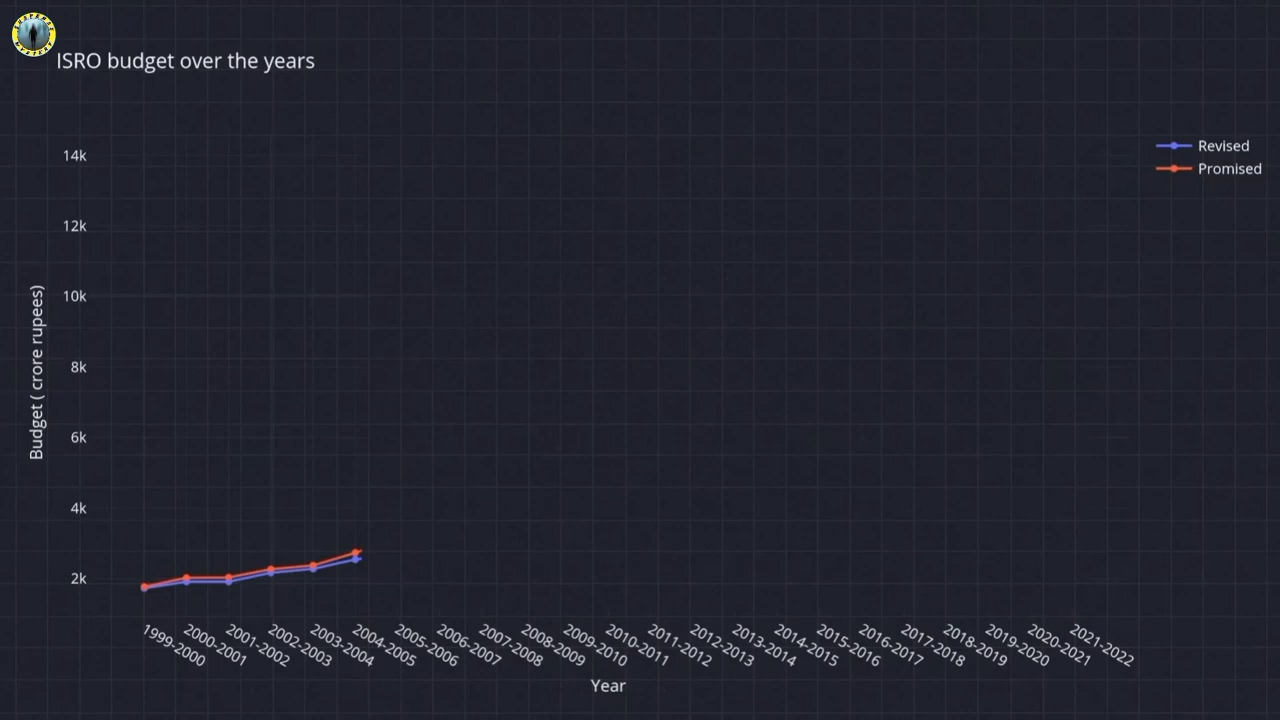 ISRO budget over the years
14k
12k
10k
8k
6k
4k
2k
Budget ( crore rupees)
Revised
Promised
1999-2000
2000-2001
2001-2002
2002-2003
2003-2004
2004-2005
2005-2006
2006-2007
2007-2008
2008-2009
2009-2010
2010-2011
2011-2012
2012-2013
2013-2014
2014-2015
2015-2016
2016-2017
2017-2018
2018-2019
2019-2020
2020-2021
2021-2022
Year